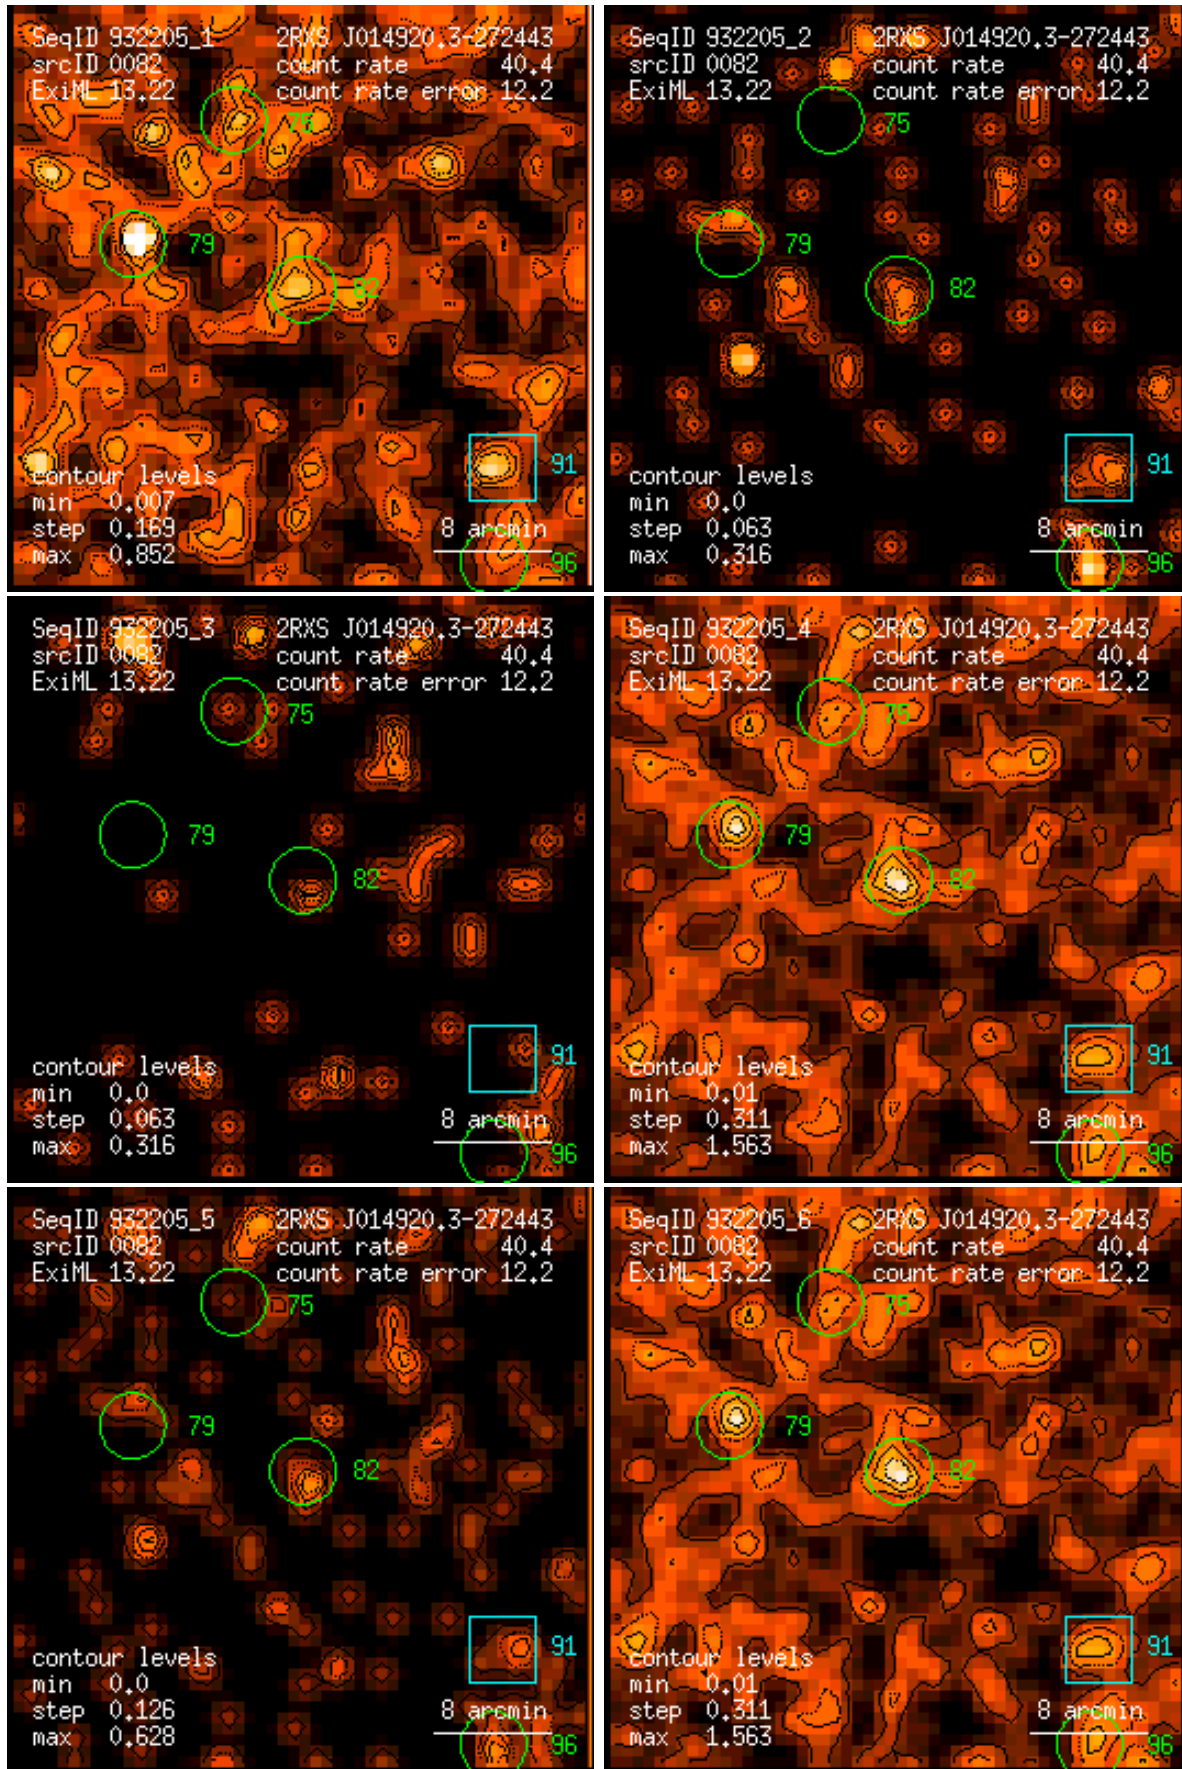 SeqID 932205_1 2RXS J014920.3-272443
srcID 0082 count rate 40.4
ExiML 13.22 count rate error 12.2
75
79
82
contour levels
min 0.007
step 0.169
max 0.852
91
8 arcmin
96
SeqID 932205_2 2RXS J014920.3-272443
srcID 0082 count rate 40.4
ExiML 13.22 count rate error 12.2
75
79
82
contour levels
min 0.0
step 0.063
max 0.316
91
8 arcmin
96
SeqID 932205_3 2RXS J014920.3-272443
srcID 0082 count rate 40.4
ExiML 13.22 count rate error 12.2
75
79
82
contour levels
min 0.0
step 0.063
max 0.316
91
8 arcmin
96
SeqID 932205_4 2RXS J014920.3-272443
srcID 0082 count rate 40.4
ExiML 13.22 count rate error 12.2
75
79
82
contour levels
min 0.01
step 0.311
max 1.563
91
8 arcmin
96
SeqID 932205_5 2RXS J014920.3-272443
srcID 0082 count rate 40.4
ExiML 13.22 count rate error 12.2
75
79
82
contour levels
min 0.0
step 0.126
max 0.628
91
8 arcmin
96
SeqID 932205_6 2RXS J014920.3-272443
srcID 0082 count rate 40.4
ExiML 13.22 count rate error 12.2
75
79
82
contour levels
min 0.01
step 0.311
max 1.563
91
8 arcmin
96